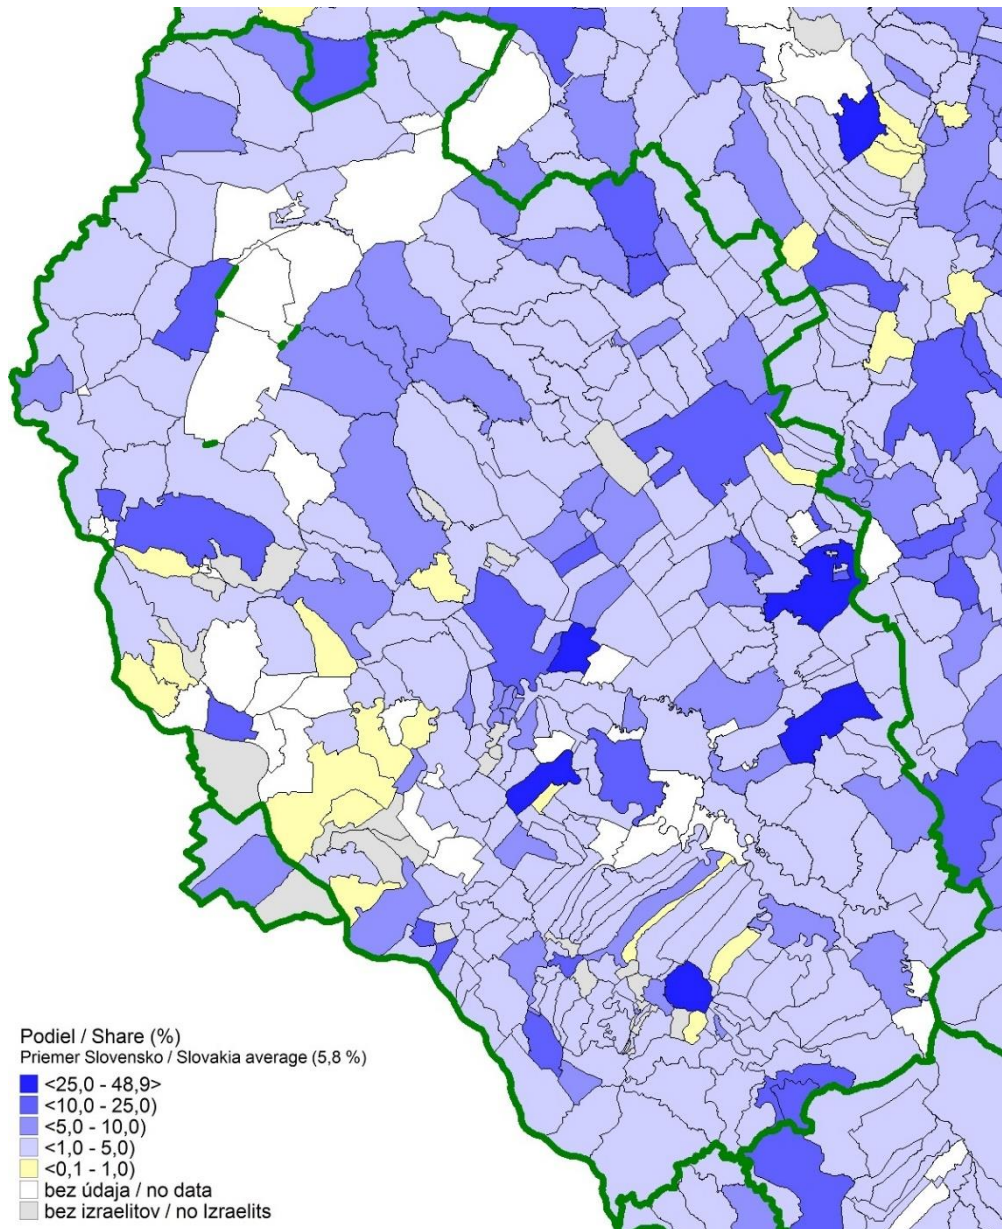 Podiel / Share (%)
Priemer Slovensko / Slovakia average (5,8 %)
<25,0 - 48,9>
<10,0 - 25,0)
<5,0 - 10,0)
<1,0 - 5,0)
<0,1 - 1,0)
bez údaja / no data
bez izraelitov / no Izraelits